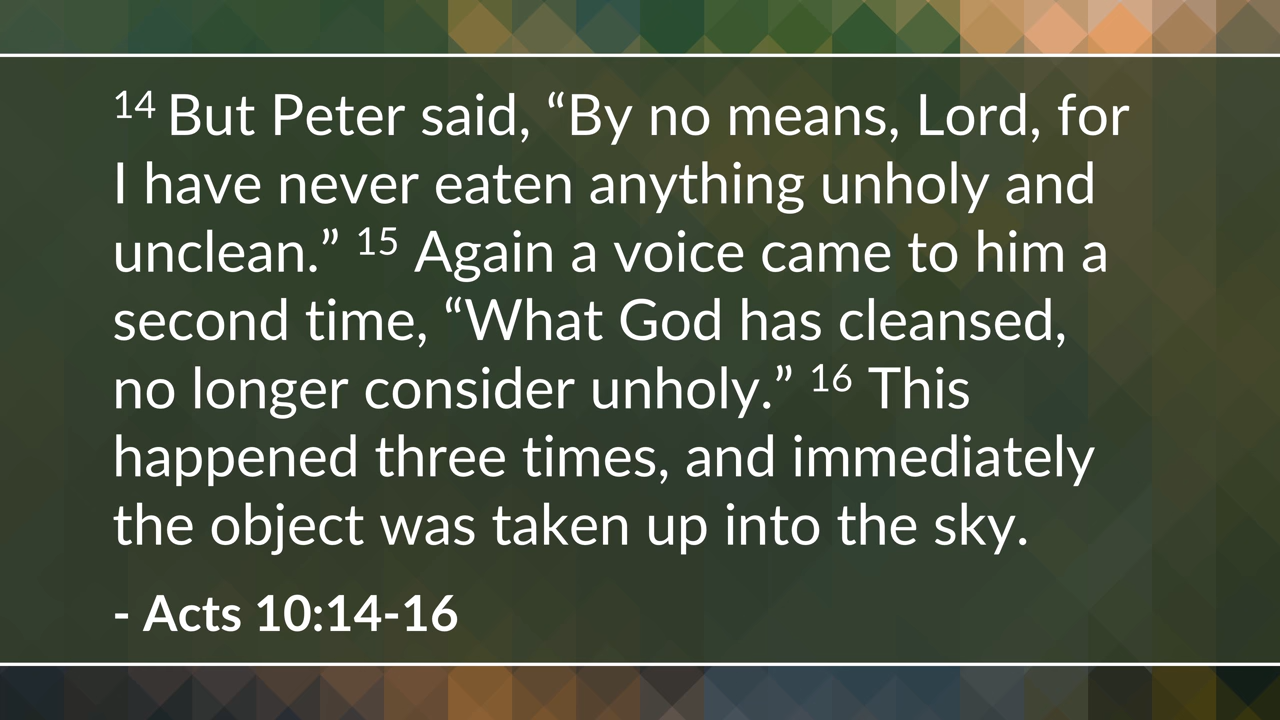 14 But Peter said, “By no means, Lord, for
I have never eaten anything unholy and
unclean.” 15 Again a voice came to him a
second time, “What God has cleansed,
no longer consider unholy.” 16 This
happened three times, and immediately
the object was taken up into the sky.
- Acts 10:14-16